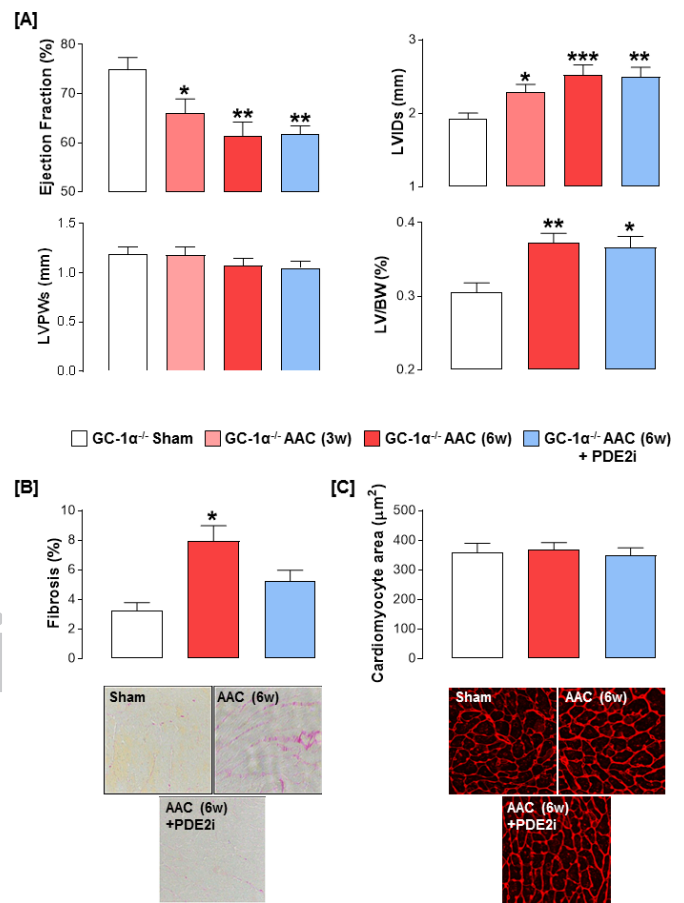 [A]
Ejection Fraction (%)
80
70
60
50
*
**
**
LVIDs (mm)
3
2
1
*
***
**
LVPWs (mm)
1.5
1.0
0.5
0.0
LV/BW (%)
0.4
0.3
0.2
**
*
GC-1α⁻/⁻ Sham
GC-1α⁻/⁻ AAC (3w)
GC-1α⁻/⁻ AAC (6w)
GC-1α⁻/⁻ AAC (6w)
+ PDE2i
[B]
Fibrosis (%)
10
8
6
4
2
0
*
Sham
AAC (6w)
AAC (6w)
+PDE2i
[C]
Cardiomyocyte area (µm²)
500
400
300
200
100
0
Sham
AAC (6w)
AAC (6w)
+PDE2i